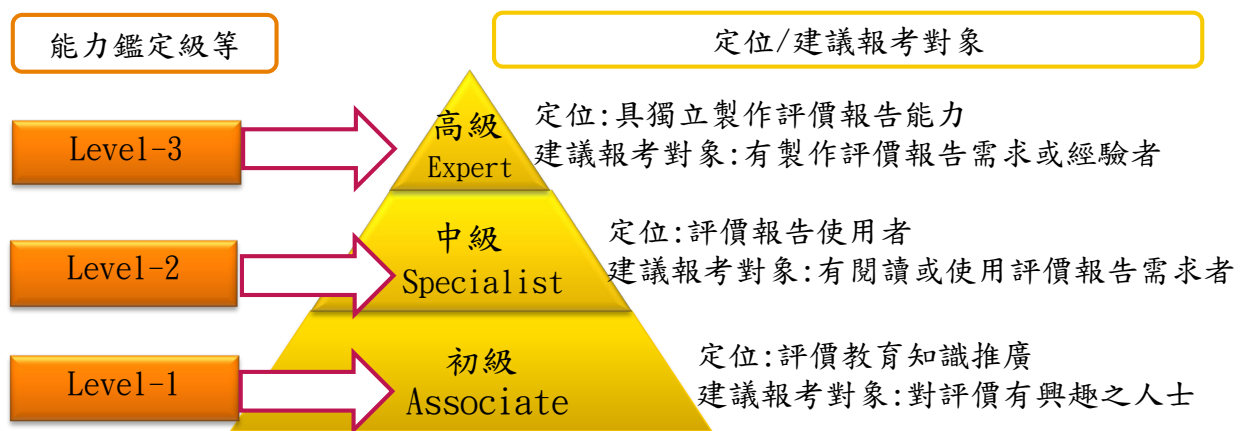 能力鑑定級等
定位/建議報考對象
Level-3
高級
Expert
定位:具獨立製作評價報告能力
建議報考對象:有製作評價報告需求或經驗者
Level-2
中級
Specialist
定位:評價報告使用者
建議報考對象:有閱讀或使用評價報告需求者
Level-1
初級
Associate
定位:評價教育知識推廣
建議報考對象:對評價有興趣之人士